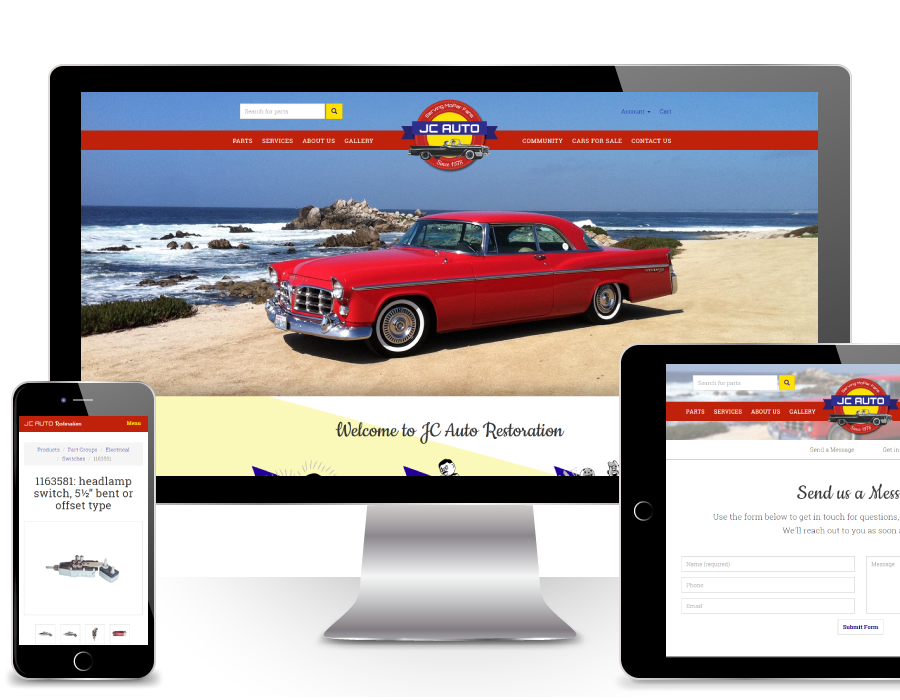 Search for parts
Account
Cart
Serving Mopar Fans
JC AUTO
Since 1975
PARTS SERVICES ABOUT US GALLERY
COMMUNITY CARS FOR SALE CONTACT US
Welcome to JC Auto Restoration
JC AUTO Restoration
Menu
Products / Part Groups / Electrical
/ Switches / 1163581
1163581: headlamp
switch, 5½" bent or
offset type
Search for parts
PARTS SERVICES ABOUT US GALLERY
Serving Mopar Fans
JC AUTO
Since 1975
Send a Message
Get in
Send us a Mess
Use the form below to get in touch for questions,
We'll reach out to you as soon a
Name (required)
Message
Phone
Email
Submit Form